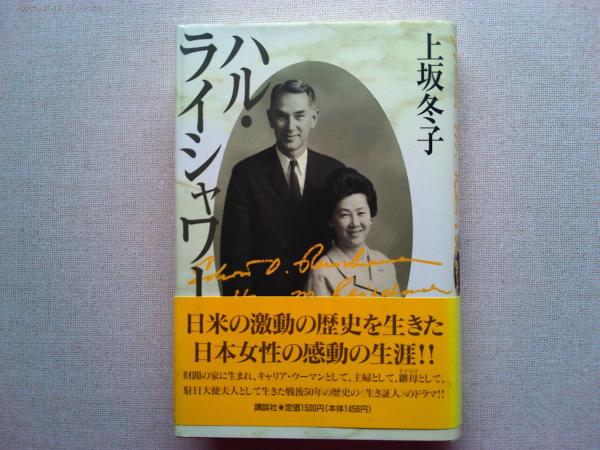 上坂冬子
ハル・
ライシャワー
Edwin O. Reischauer
日米の激動の歴史を生きた
日本女性の感動の生涯!!
財閥の家に生まれ、キャリア・ウーマンとして、主婦として、継母として、
駐日大使夫人として生きた戦後50年の歴史の〈生き証人〉のドラマ!!
講談社★定価1500円(本体1456円)